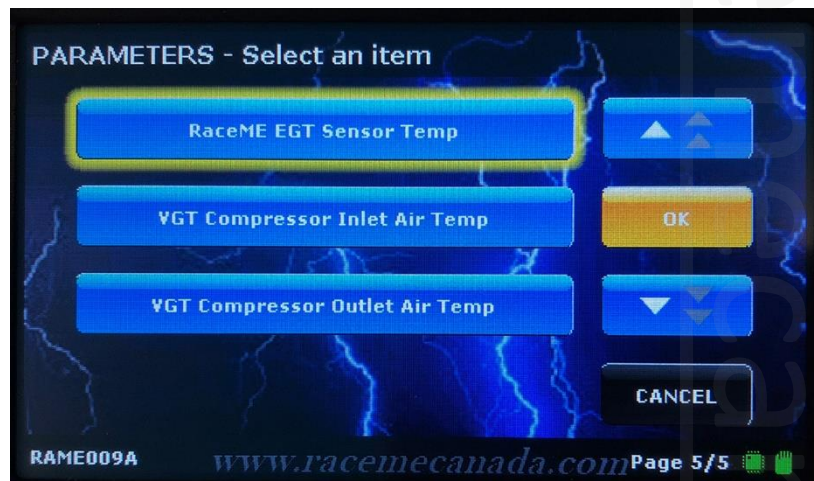 PARAMETERS - Select an item
RaceME EGT Sensor Temp
VGT Compressor Inlet Air Temp
OK
VGT Compressor Outlet Air Temp
CANCEL
RAME009A
www.racemecanada.com
Page 5/5